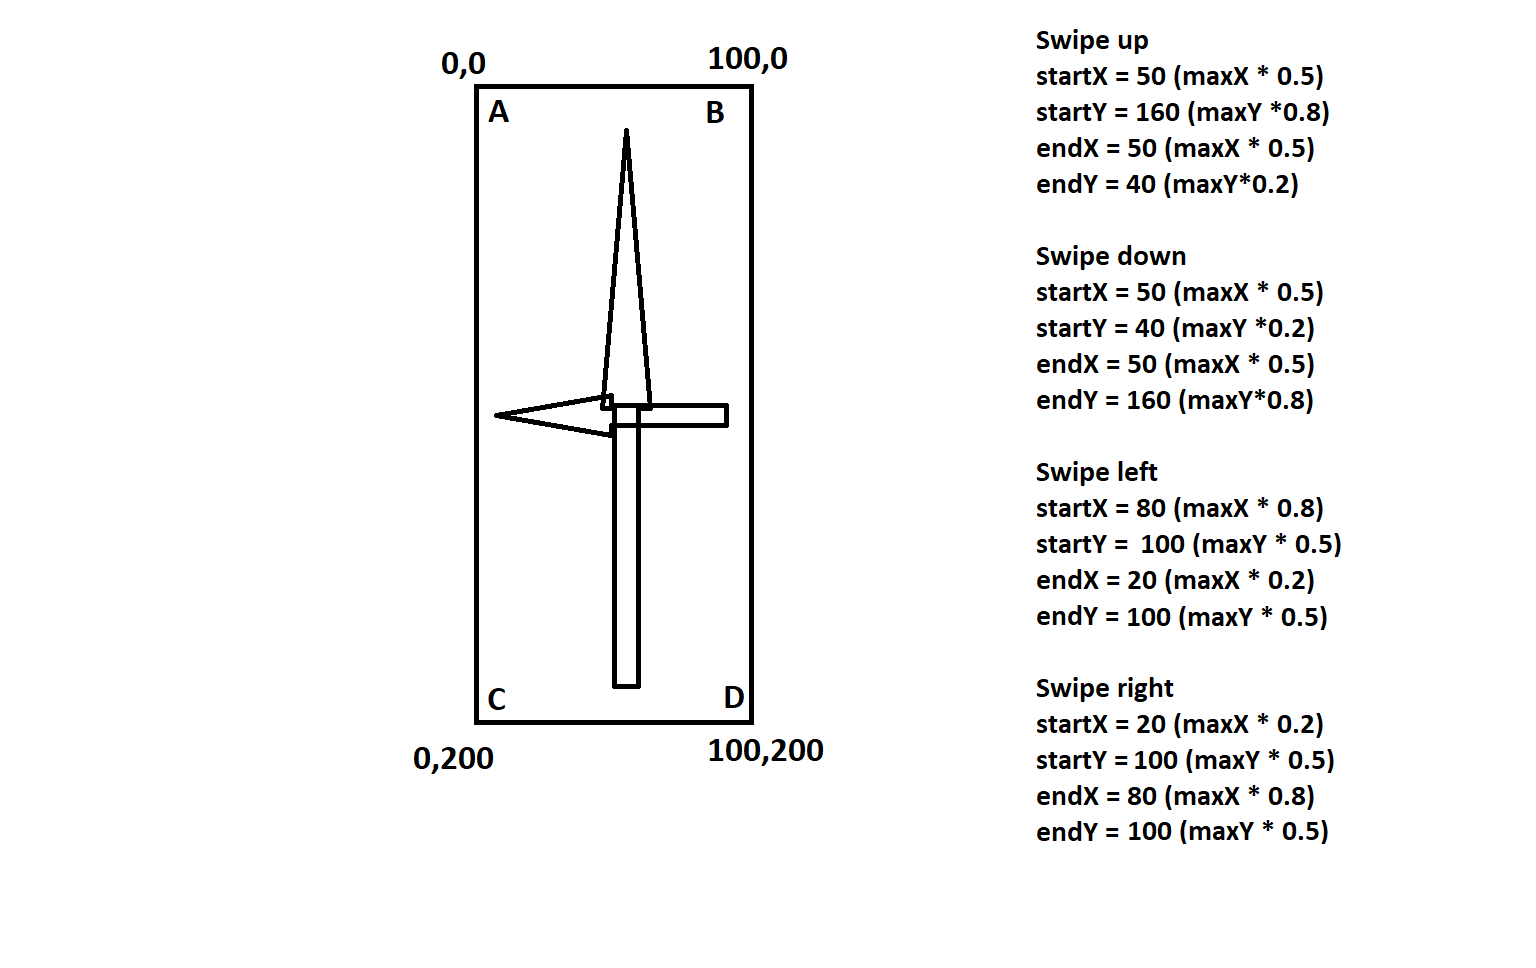 0,0
100,0
A
B
C
D
0,200
100,200
Swipe up
startX = 50 (maxX * 0.5)
startY = 160 (maxY *0.8)
endX = 50 (maxX * 0.5)
endY = 40 (maxY*0.2)
Swipe down
startX = 50 (maxX * 0.5)
startY = 40 (maxY *0.2)
endX = 50 (maxX * 0.5)
endY = 160 (maxY*0.8)
Swipe left
startX = 80 (maxX * 0.8)
startY =  100 (maxY * 0.5)
endX = 20 (maxX * 0.2)
endY = 100 (maxY * 0.5)
Swipe right
startX = 20 (maxX * 0.2)
startY = 100 (maxY * 0.5)
endX = 80 (maxX * 0.8)
endY = 100 (maxY * 0.5)